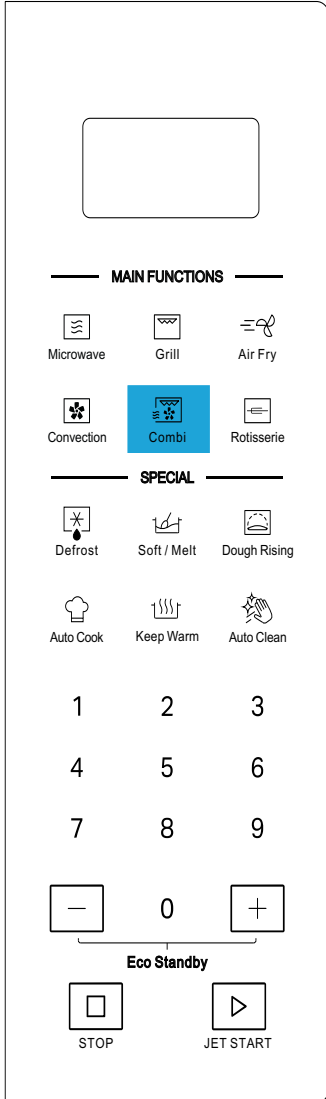 MAIN FUNCTIONS
Microwave Grill Air Fry
Convection Combi Rotisserie
SPECIAL
Defrost Soft / Melt Dough Rising
Auto Cook Keep Warm Auto Clean
1 2 3
4 5 6
7 8 9
— 0 +
Eco Standby
STOP JET START